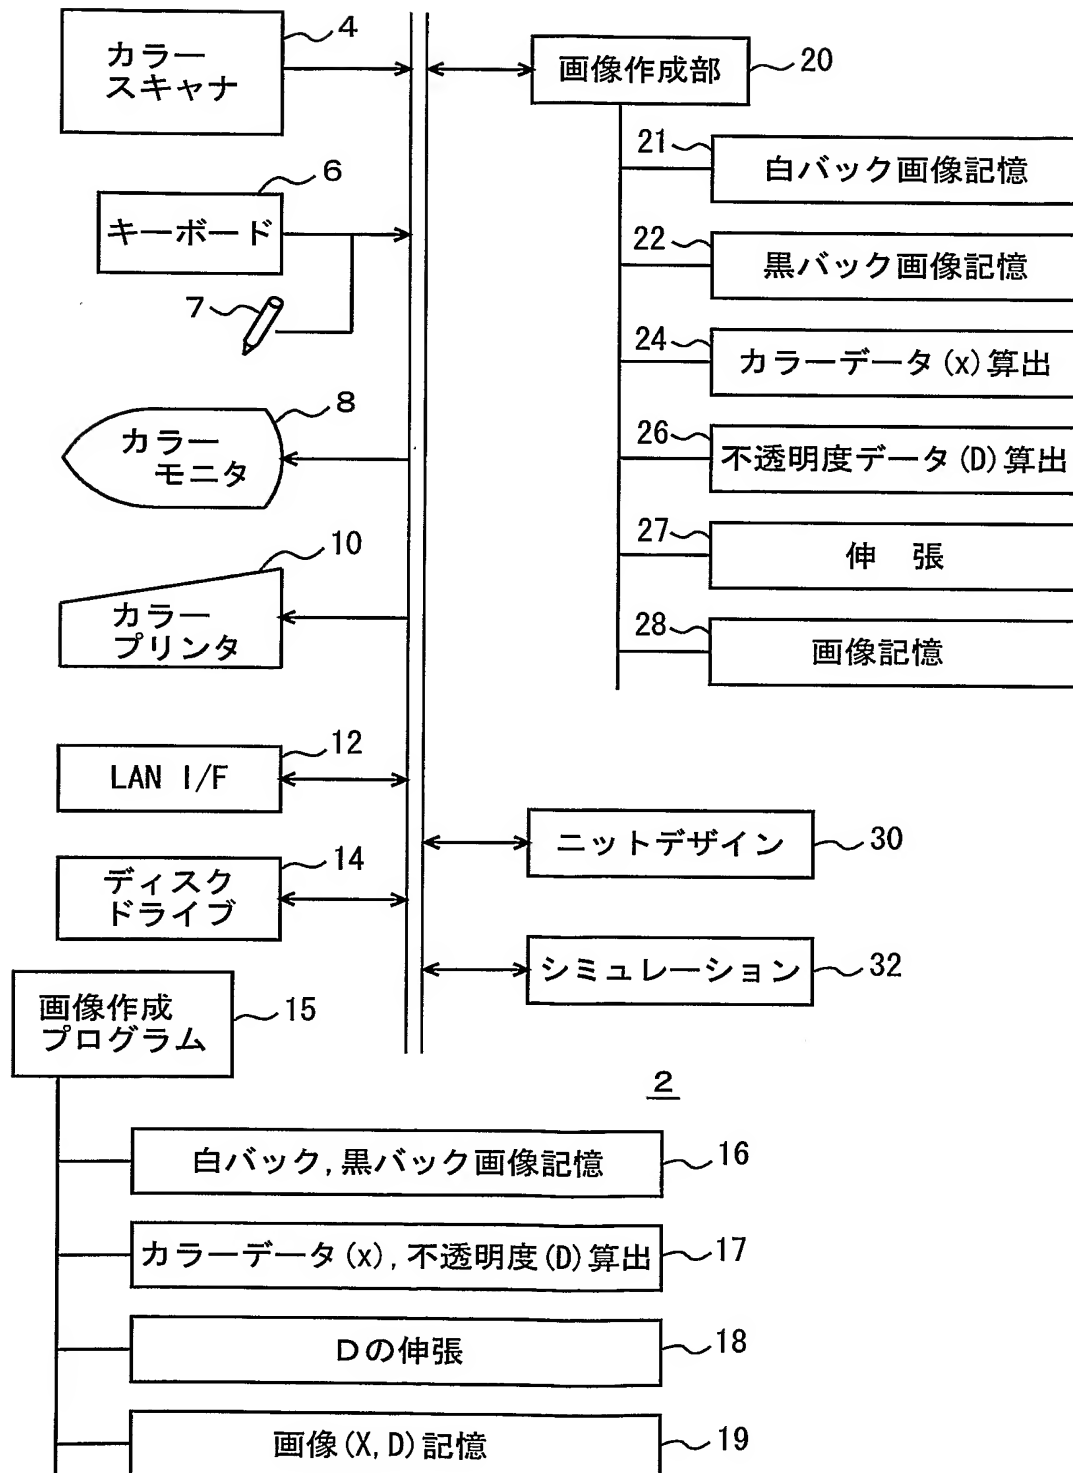 カラー
スキャナ
4
キーボード
6
7
カラー
モニタ
8
カラー
プリンタ
10
LAN I/F
12
ディスク
ドライブ
14
画像作成
プログラム
15
白バック,黒バック画像記憶
16
カラーデータ(x),不透明度(D)算出
17
Dの伸張
18
画像(X,D)記憶
19
画像作成部
20
21
白バック画像記憶
22
黒バック画像記憶
24
カラーデータ(x)算出
26
不透明度データ(D)算出
27
伸 張
28
画像記憶
ニットデザイン
30
シミュレーション
32
2